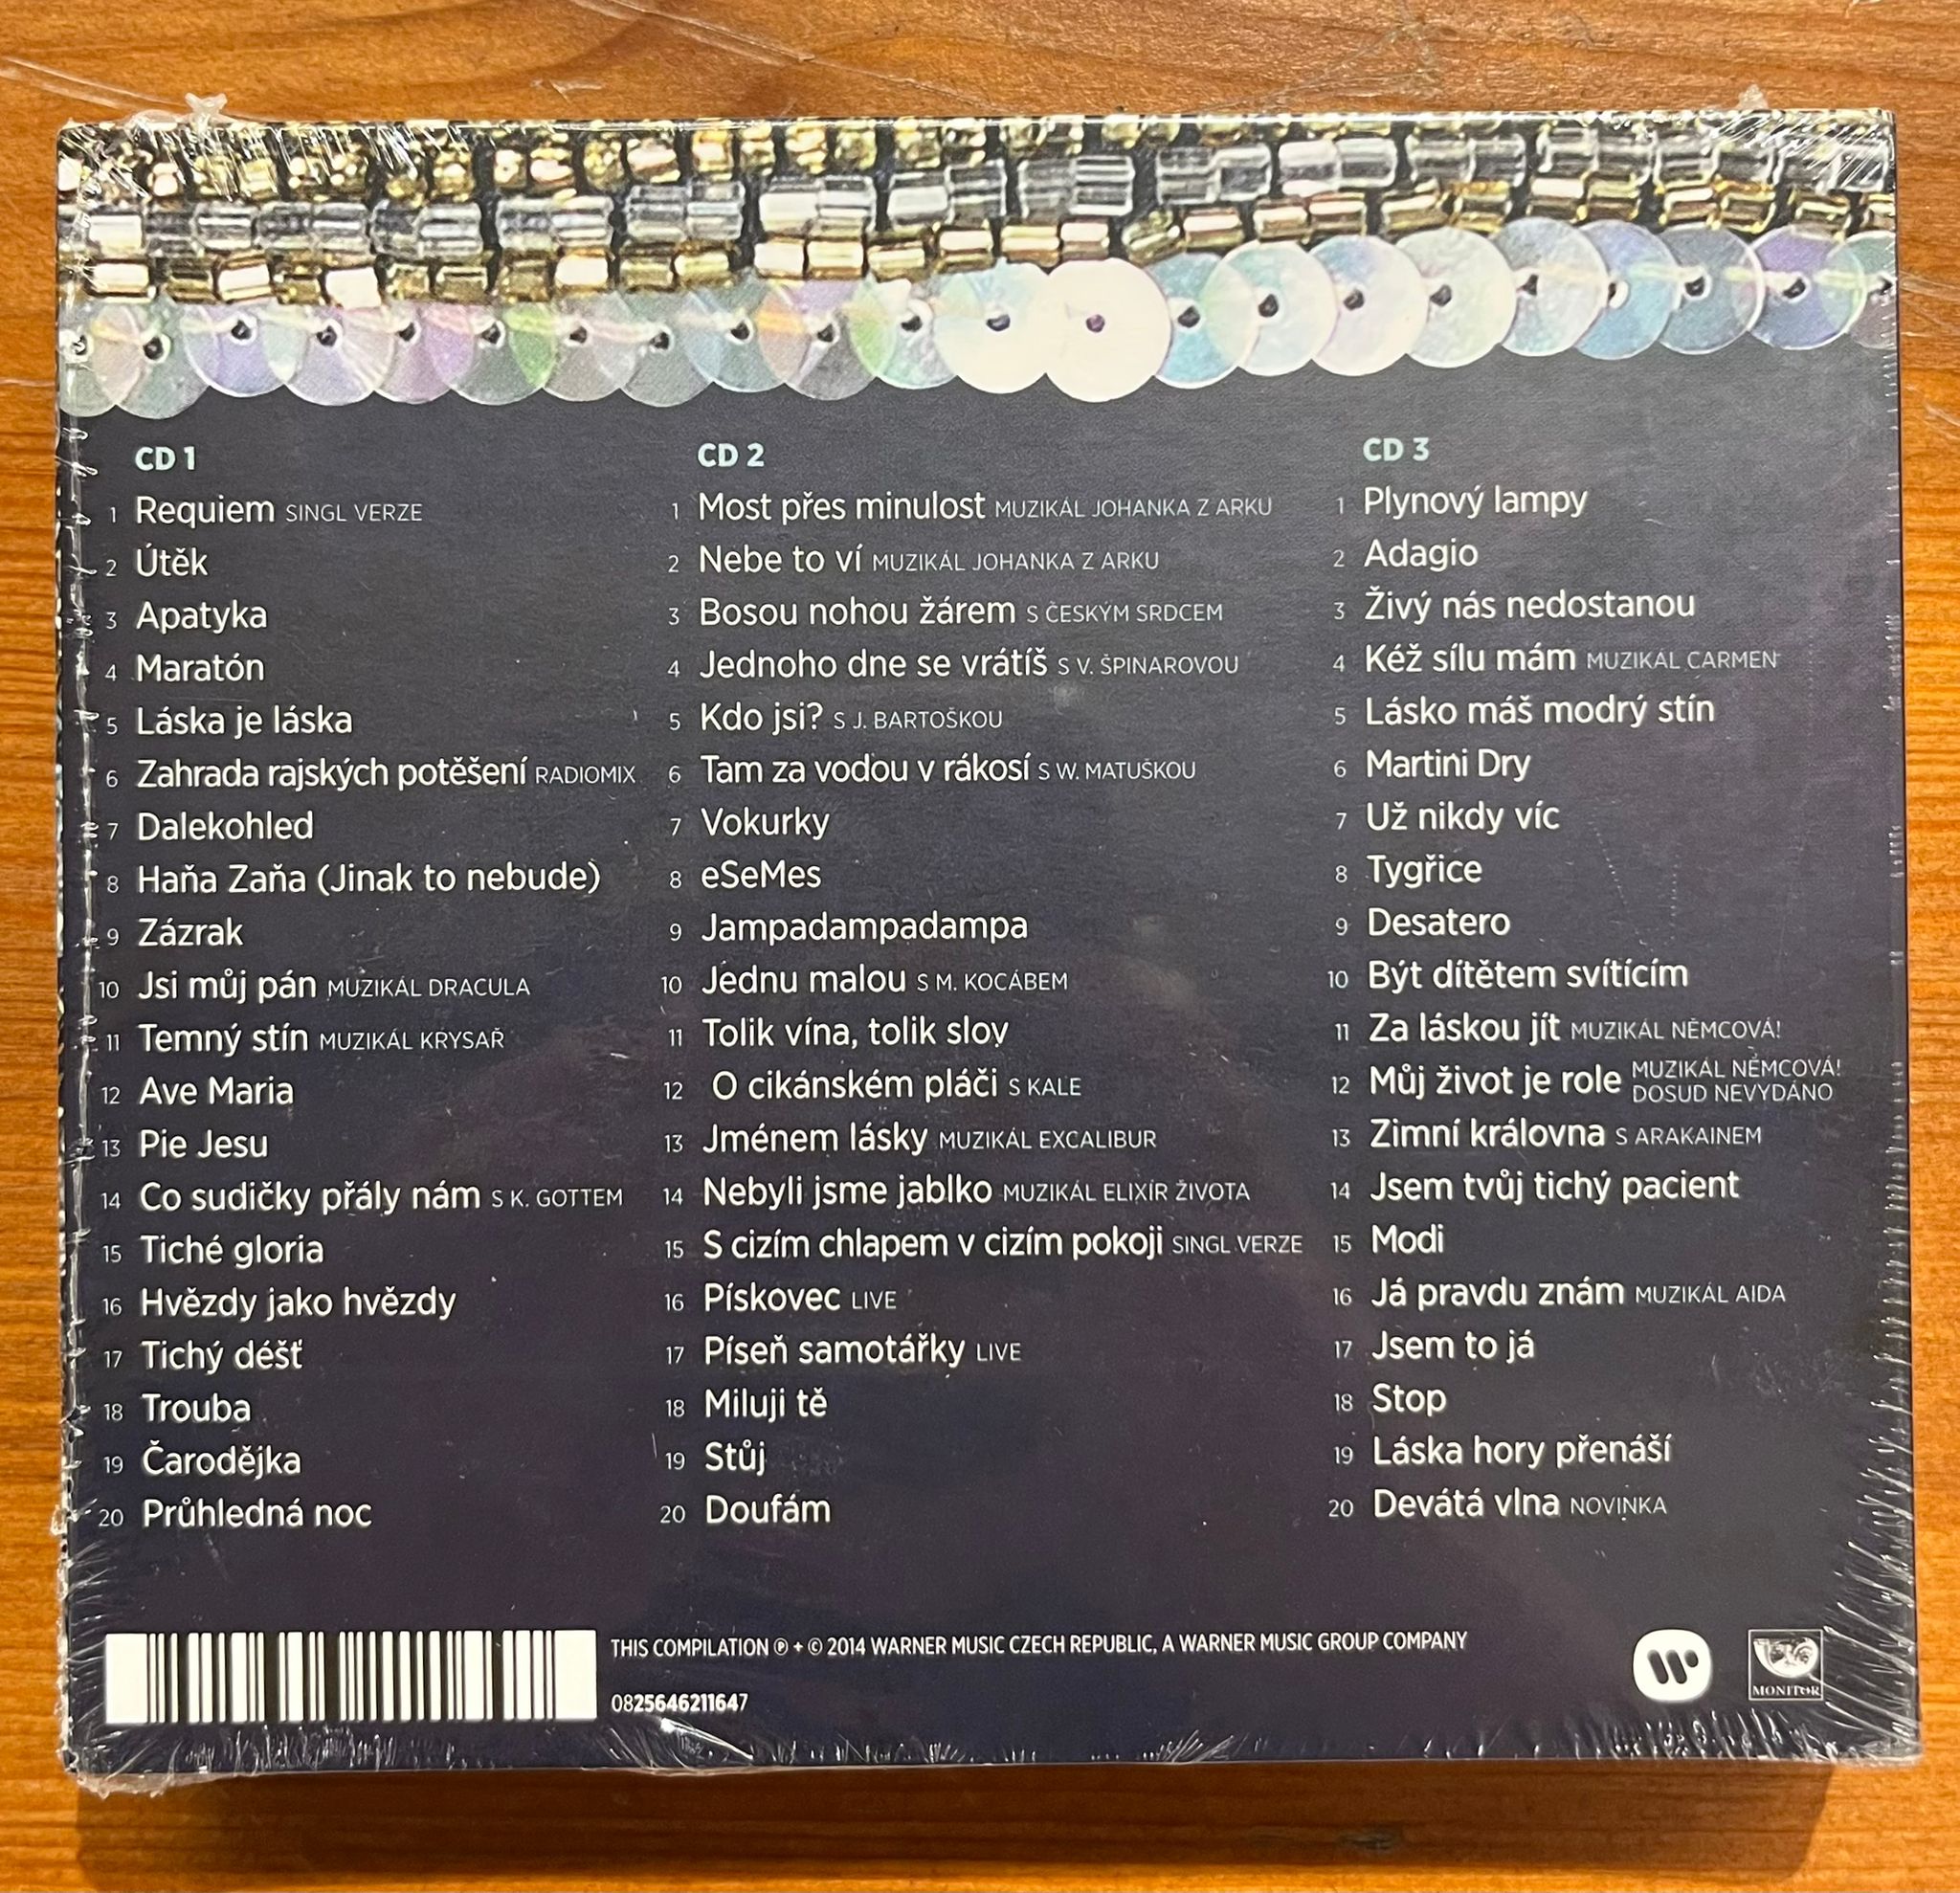 CD 1
1 Requiem SINGL VERZE
2 Útěk
3 Apatyka
4 Maratón
5 Láska je láska
6 Zahrada rajských potěšení RADIOMIX
7 Dalekohled
8 Haňa Zaňa (Jinak to nebude)
9 Zázrak
10 Jsi můj pán MUZIKÁL DRACULA
11 Temný stín MUZIKÁL KRYSAŘ
12 Ave Maria
13 Pie Jesu
14 Co sudičky přály nám S K. GOTTEM
15 Tiché gloria
16 Hvězdy jako hvězdy
17 Tichý déšť
18 Trouba
19 Čarodějka
20 Průhledná noc
CD 2
1 Most přes minulost MUZIKÁL JOHANKA Z ARKU
2 Nebe to ví MUZIKÁL JOHANKA Z ARKU
3 Bosou nohou žárem S ČESKÝM SRDCEM
4 Jednoho dne se vrátíš S V. ŠPINAROVOU
5 Kdo jsi? S J. BARTOŠKOU
6 Tam za vodou v rákosí S W. MATUŠKOU
7 Vokurky
8 eSeMes
9 Jampadampadampa
10 Jednu malou S M. KOCÁBEM
11 Tolik vína, tolik slov
12 O cikánském pláči S KALE
13 Jménem lásky MUZIKÁL EXCALIBUR
14 Nebyli jsme jablko MUZIKÁL ELIXÍR ŽIVOTA
15 S cizím chlapem v cizím pokoji SINGL VERZE
16 Pískovec LIVE
17 Píseň samotářky LIVE
18 Miluji tě
19 Stůj
20 Doufám
CD 3
1 Plynový lampy
2 Adagio
3 Živý nás nedostanou
4 Kéž sílu mám MUZIKÁL CARMEN
5 Lásko máš modrý stín
6 Martini Dry
7 Už nikdy víc
8 Tygřice
9 Desatero
10 Být dítětem svítícím
11 Za láskou jít MUZIKÁL NĚMCOVÁ!
12 Můj život je role MUZIKÁL NĚMCOVÁ!
DOSUD NEVYDÁNO
13 Zimní královna S ARAKAINEM
14 Jsem tvůj tichý pacient
15 Modi
16 Já pravdu znám MUZIKÁL AIDA
17 Jsem to já
18 Stop
19 Láska hory přenáší
20 Devátá vlna NOVINKA
THIS COMPILATION ℗ + © 2014 WARNER MUSIC CZECH REPUBLIC, A WARNER MUSIC GROUP COMPANY
0825646211647
MONITOR